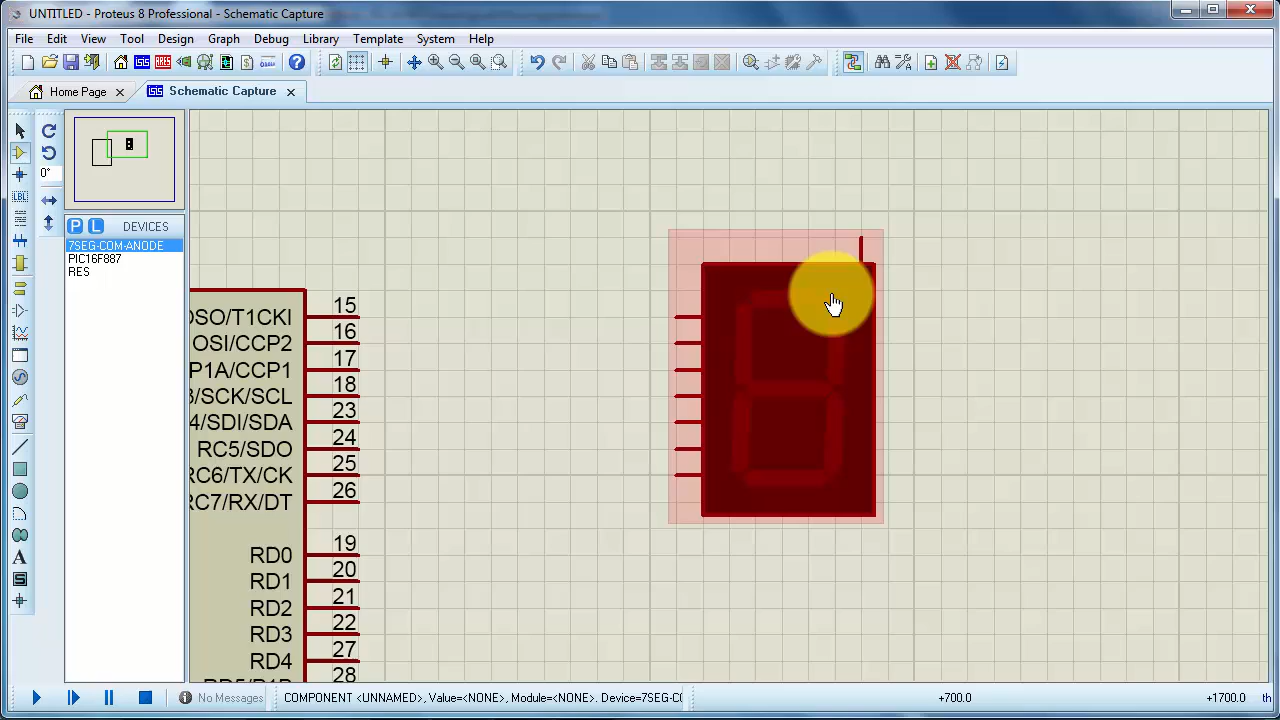 UNTITLED - Proteus 8 Professional - Schematic Capture
File Edit View Tool Design Graph Debug Library Template System Help
Home Page Schematic Capture
0°
P L DEVICES
7SEG-COM-ANODE
PIC16F887
RES
LBL
A
S
OSO/T1CKI 15
OSI/CCP2 16
P1A/CCP1 17
3/SCK/SCL 18
4/SDI/SDA 23
RC5/SDO 24
RC6/TX/CK 25
RC7/RX/DT 26
RD0 19
RD1 20
RD2 21
RD3 22
RD4 27
28
No Messages COMPONENT <UNNAMED>, Value=<NONE>, Module=<NONE>. Device=7SEG-CO +700.0 +1700.0 th